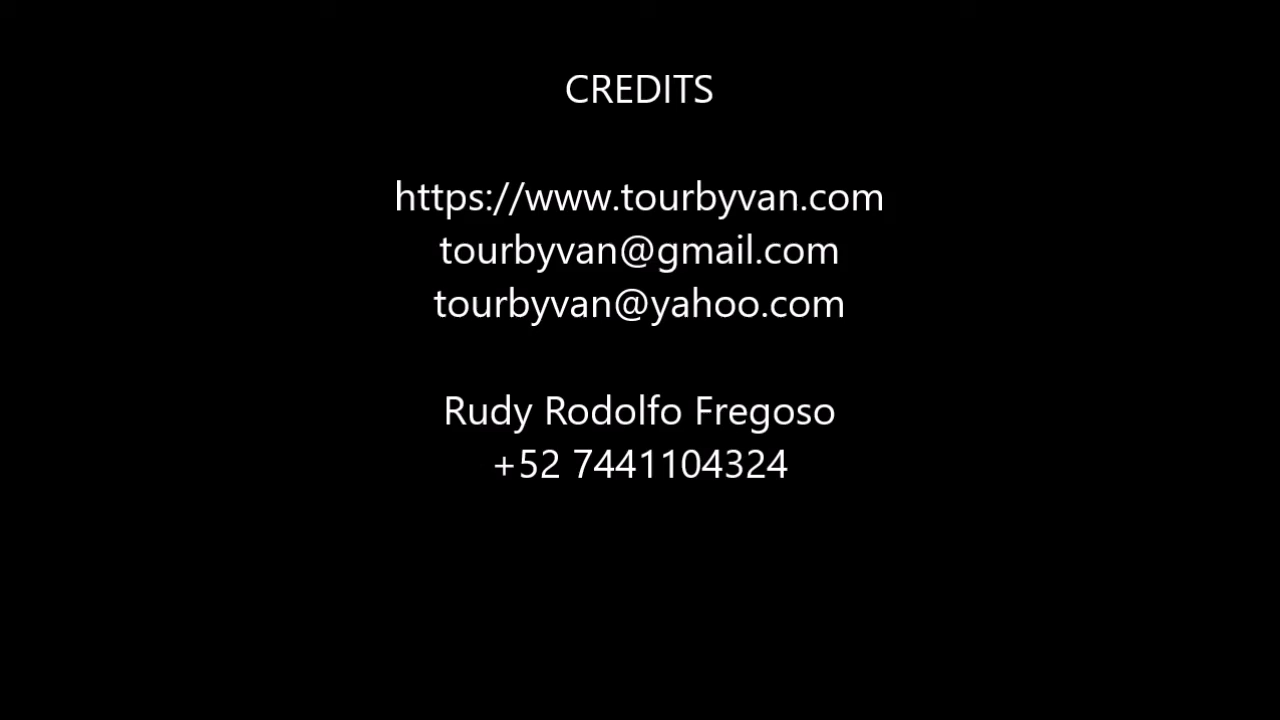 CREDITS
https://www.tourbyvan.com
tourbyvan@gmail.com
tourbyvan@yahoo.com
Rudy Rodolfo Fregoso
+52 7441104324